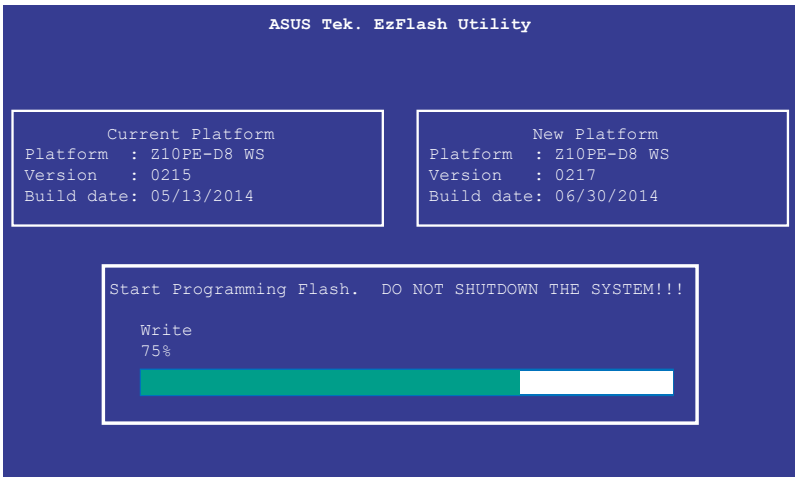 ASUS Tek. EzFlash Utility
Current Platform
Platform : Z10PE-D8 WS
Version : 0215
Build date: 05/13/2014
New Platform
Platform : Z10PE-D8 WS
Version : 0217
Build date: 06/30/2014
Start Programming Flash. DO NOT SHUTDOWN THE SYSTEM!!!
Write
75%